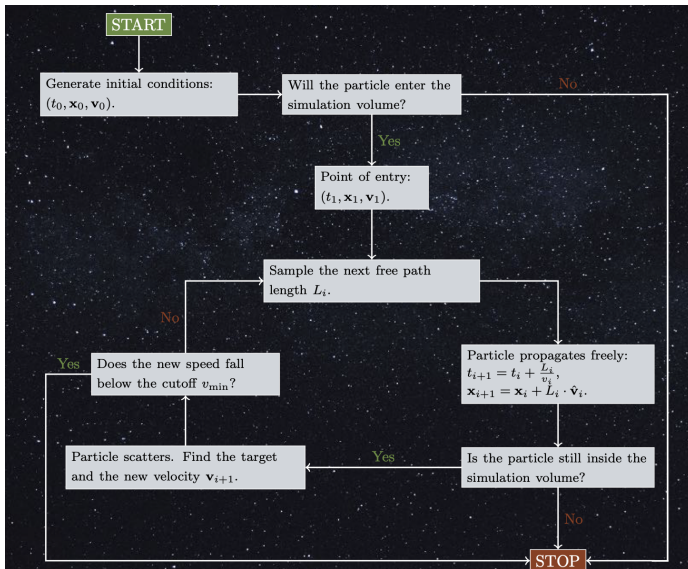 START
Generate initial conditions:
(t₀, x₀, v₀).
Will the particle enter the
simulation volume?
No
Yes
Point of entry:
(t₁, x₁, v₁).
Sample the next free path
length Lᵢ.
No
Yes
Does the new speed fall
below the cutoff v_min?
Particle propagates freely:
tᵢ₊₁ = tᵢ + Lᵢ/vᵢ,
xᵢ₊₁ = xᵢ + Lᵢ · v̂ᵢ.
Particle scatters. Find the target
and the new velocity vᵢ₊₁.
Yes
Is the particle still inside the
simulation volume?
No
STOP